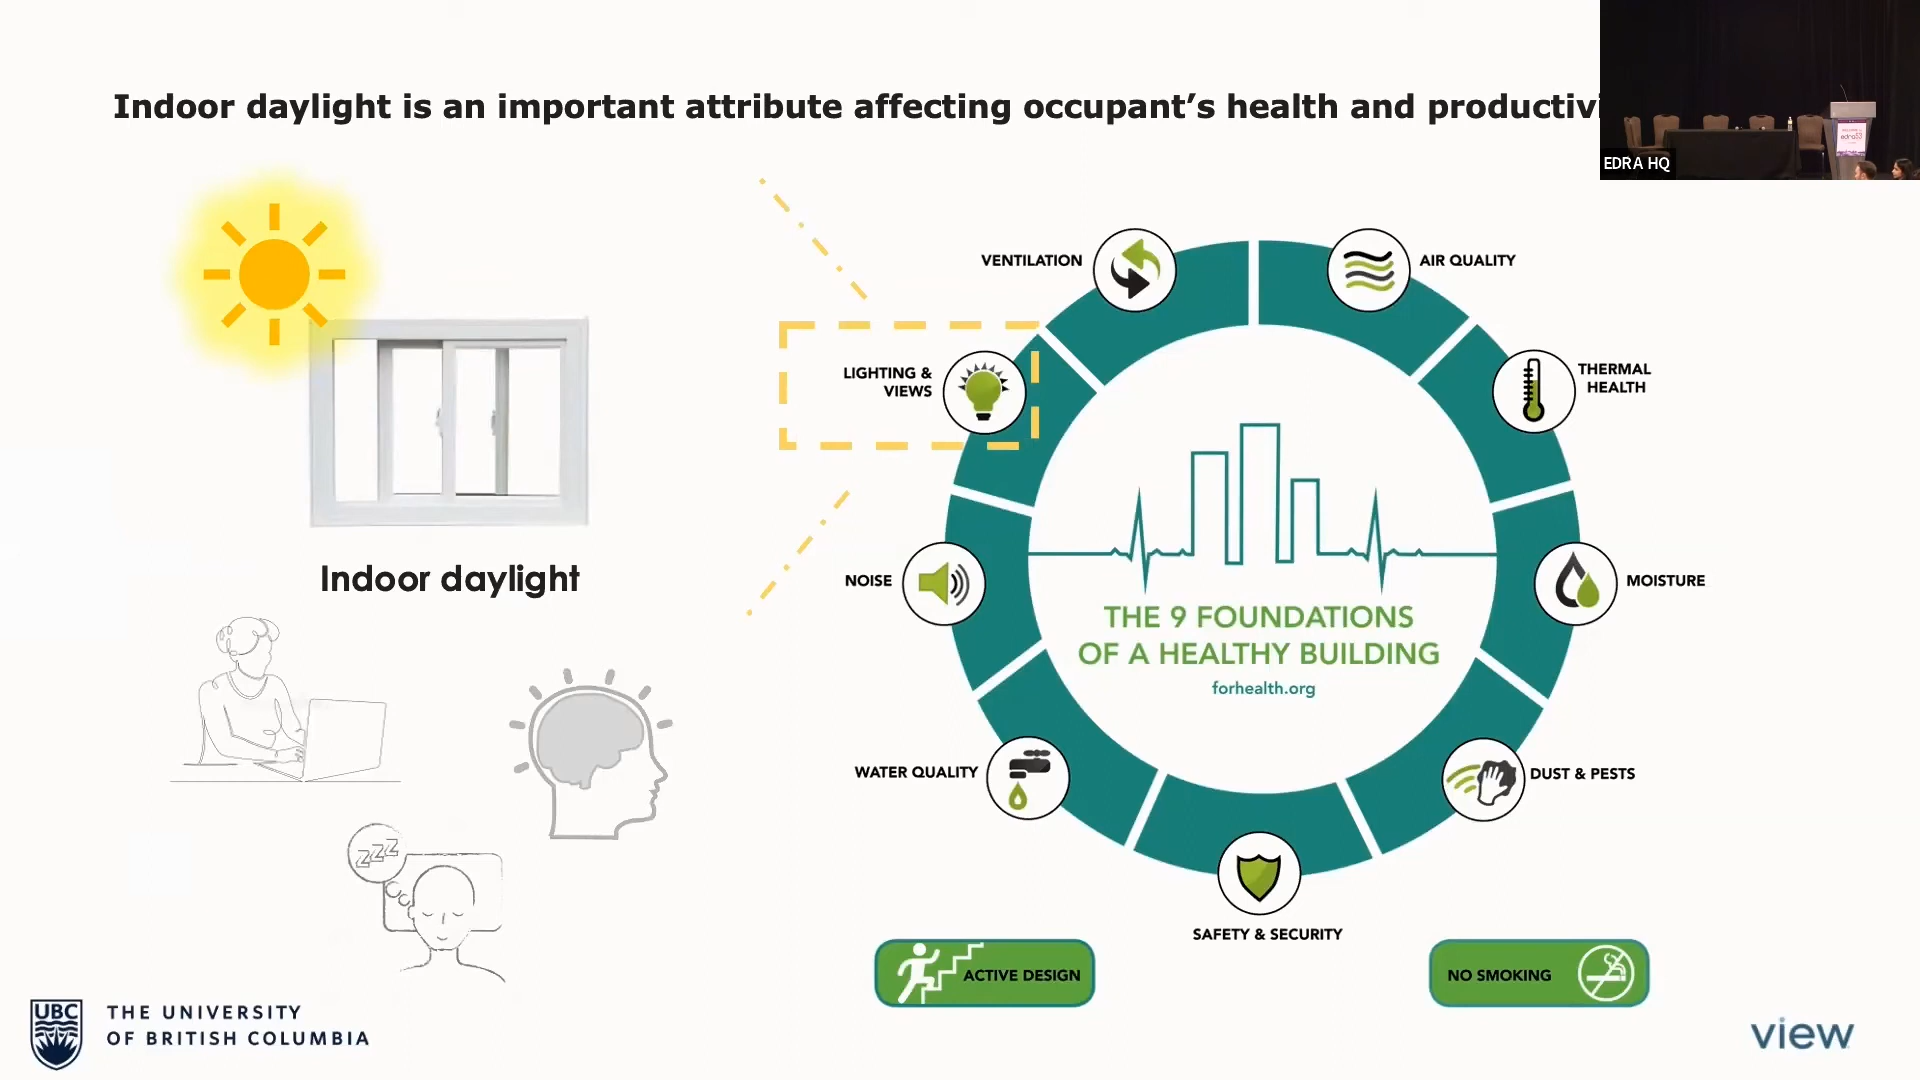 Indoor daylight is an important attribute affecting occupant's health and
EDRA HQ
VENTILATION
AIR QUALITY
LIGHTING &
VIEWS
THERMAL
HEALTH
NOISE
MOISTURE
THE 9 FOUNDATIONS
OF A HEALTHY BUILDING
forhealth.org
Indoor daylight
WATER QUALITY
DUST & PESTS
zzz
SAFETY & SECURITY
ACTIVE DESIGN
NO SMOKING
UBC
THE UNIVERSITY
OF BRITISH COLUMBIA
view